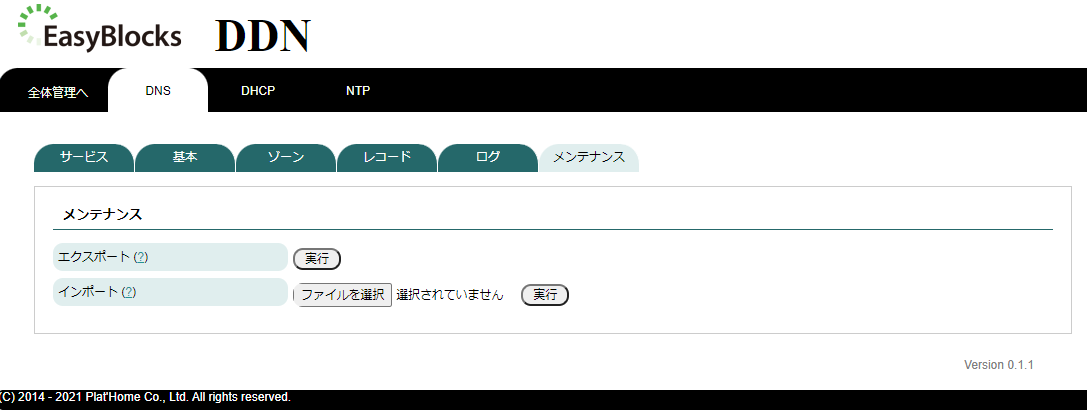 EasyBlocks DDN
全体管理へ DNS DHCP NTP
サービス 基本 ゾーン レコード ログ メンテナンス
メンテナンス
エクスポート (?) 実行
インポート (?) ファイルを選択 選択されていません 実行
Version 0.1.1
(C) 2014 - 2021 Plat'Home Co., Ltd. All rights reserved.